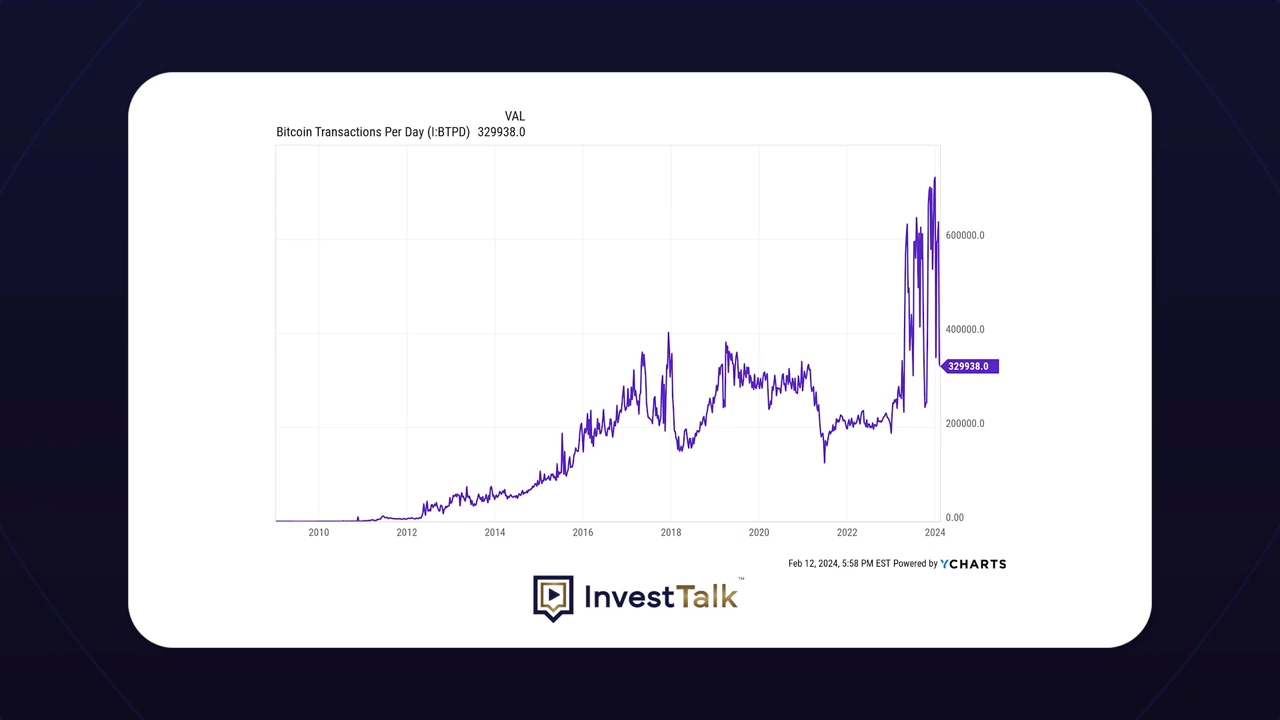 VAL
Bitcoin Transactions Per Day (I:BTPD) 329938.0
600000.0
400000.0
329938.0
200000.0
0.00
2010 2012 2014 2016 2018 2020 2022 2024
Feb 12, 2024, 5:58 PM EST Powered by YCHARTS
InvestTalk™